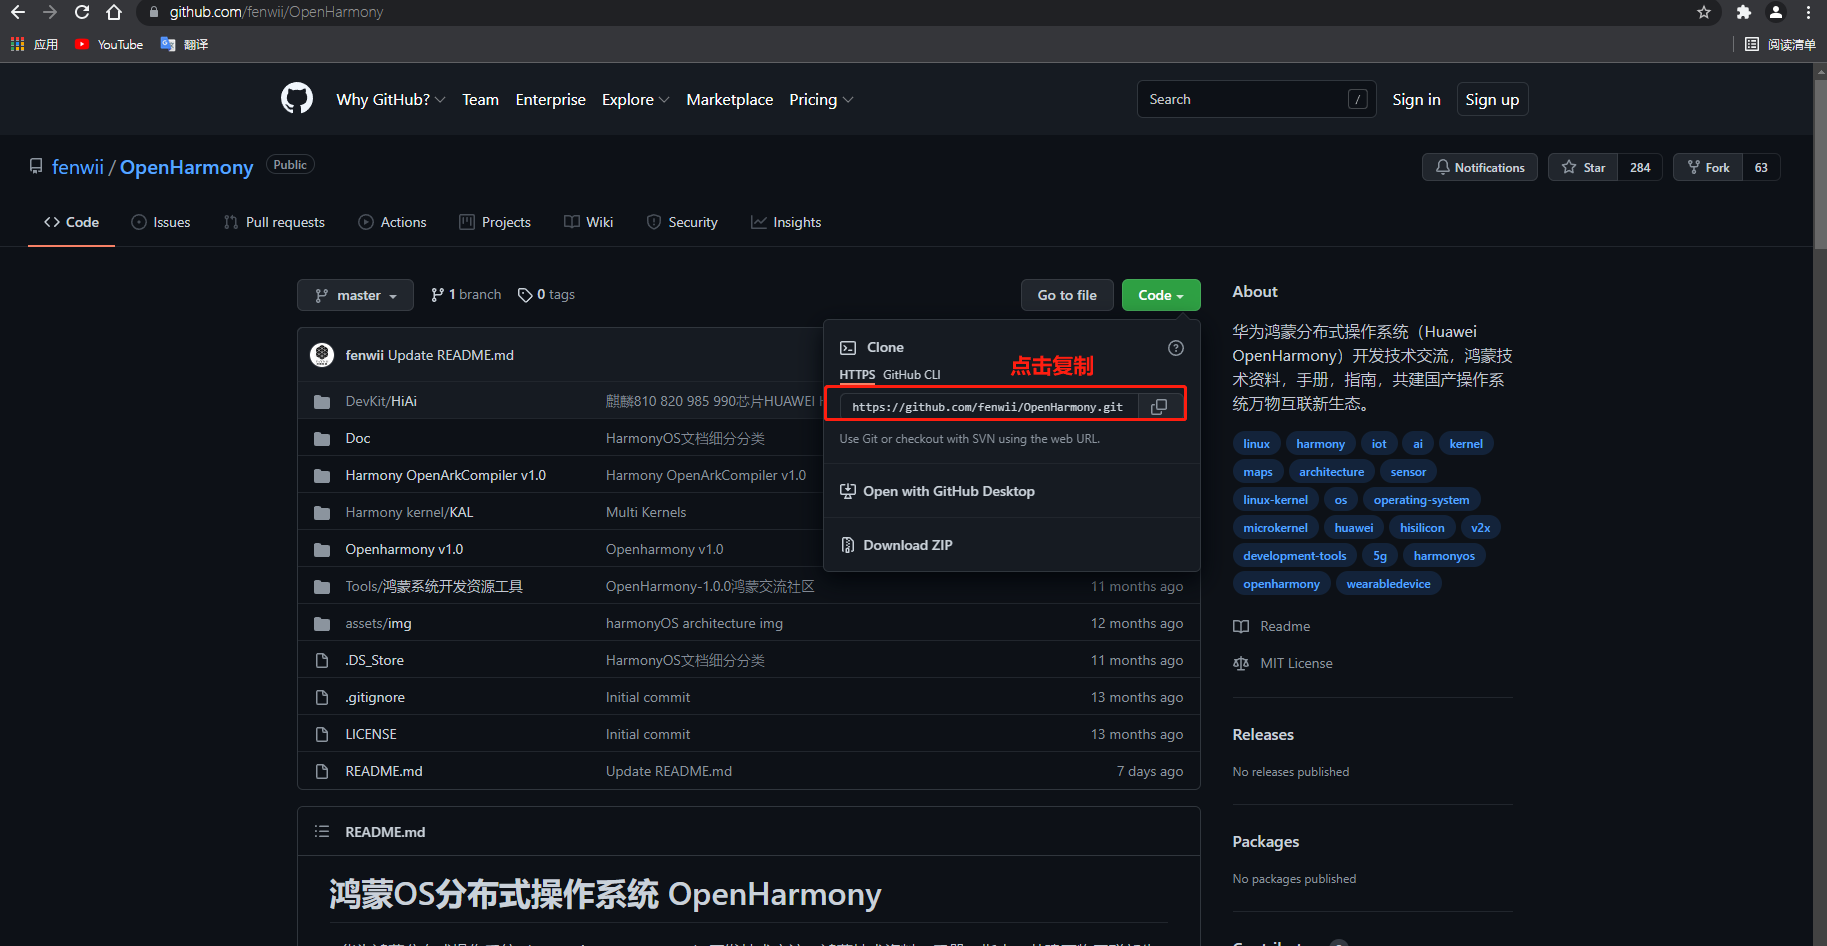 github.com/fenwii/OpenHarmony
应用 YouTube 翻译 阅读清单
Why GitHub? Team Enterprise Explore Marketplace Pricing Search / Sign in Sign up
fenwii / OpenHarmony Public Notifications Star 284 Fork 63
Code Issues Pull requests Actions Projects Wiki Security Insights
master 1 branch 0 tags Go to file Code
fenwii Update README.md
DevKit/HiAi 麒麟810 820 985 990芯片HUAWEI
Doc HarmonyOS文档细分分类
Harmony OpenArkCompiler v1.0 Harmony OpenArkCompiler v1.0
Harmony kernel/KAL Multi Kernels
Openharmony v1.0 Openharmony v1.0
Tools/鸿蒙系统开发资源工具 OpenHarmony-1.0.0鸿蒙交流社区 11 months ago
assets/img harmonyOS architecture img 12 months ago
.DS_Store HarmonyOS文档细分分类 11 months ago
.gitignore Initial commit 13 months ago
LICENSE Initial commit 13 months ago
README.md Update README.md 7 days ago
Clone
点击复制
HTTPS GitHub CLI
https://github.com/fenwii/OpenHarmony.git
Use Git or checkout with SVN using the web URL.
Open with GitHub Desktop
Download ZIP
README.md
鸿蒙OS分布式操作系统 OpenHarmony
About
华为鸿蒙分布式操作系统（Huawei
OpenHarmony）开发技术交流，鸿蒙技
术资料，手册，指南，共建国产操作系
统万物互联新生态。
linux harmony iot ai kernel
maps architecture sensor
linux-kernel os operating-system
microkernel huawei hisilicon v2x
development-tools 5g harmonyos
openharmony wearabledevice
Readme
MIT License
Releases
No releases published
Packages
No packages published